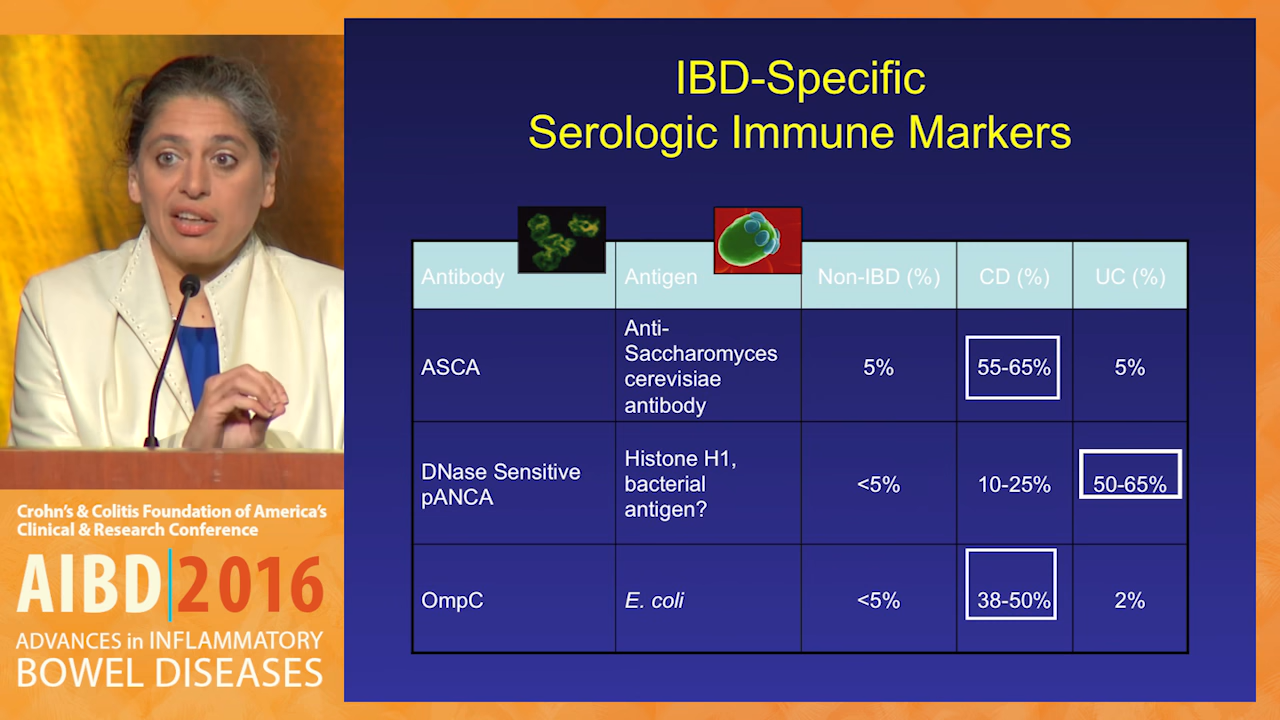 IBD-Specific
Serologic Immune Markers
Antibody Antigen Non-IBD (%) CD (%) UC (%)
ASCA
Anti-
Saccharomyces
cerevisiae
antibody
5% 55-65% 5%
DNase Sensitive
pANCA
Histone H1,
bacterial
antigen?
<5% 10-25% 50-65%
OmpC E. coli <5% 38-50% 2%
Crohn's & Colitis Foundation of America's
Clinical & Research Conference
AIBD|2016
ADVANCES in INFLAMMATORY
BOWEL DISEASES